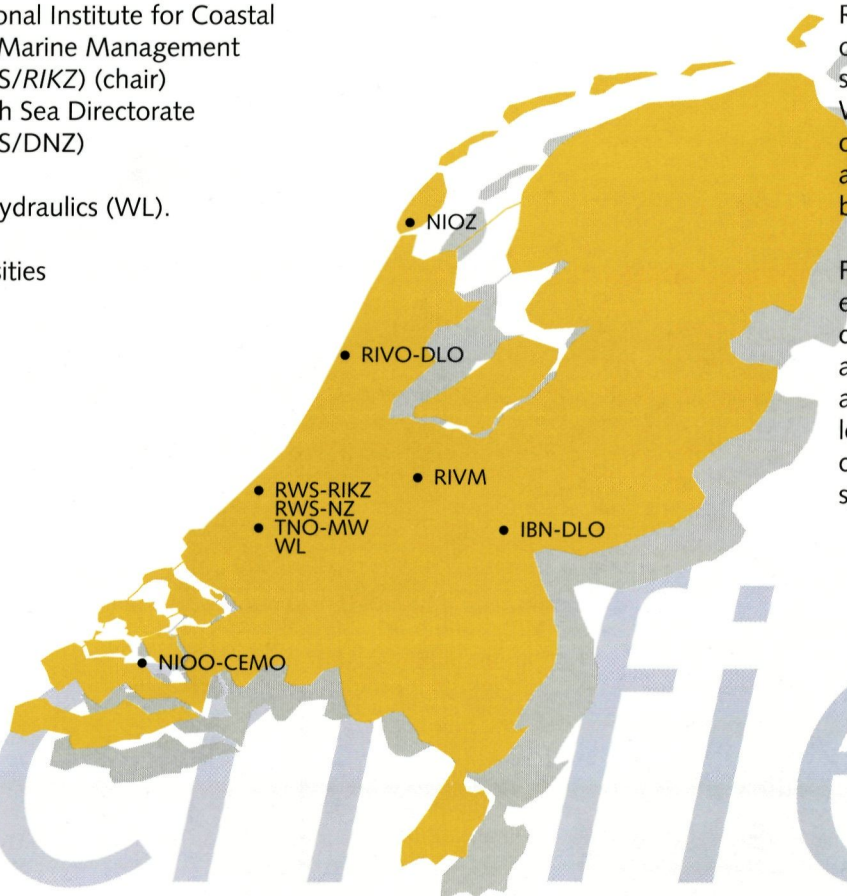 onal Institute for Coastal
Marine Management
S/RIKZ) (chair)
h Sea Directorate
S/DNZ)
ydraulics (WL).
sities
NIOZ
RIVO-DLO
RIVM
RWS-RIKZ
RWS-NZ
TNO-MW
WL
IBN-DLO
NIOO-CEMO